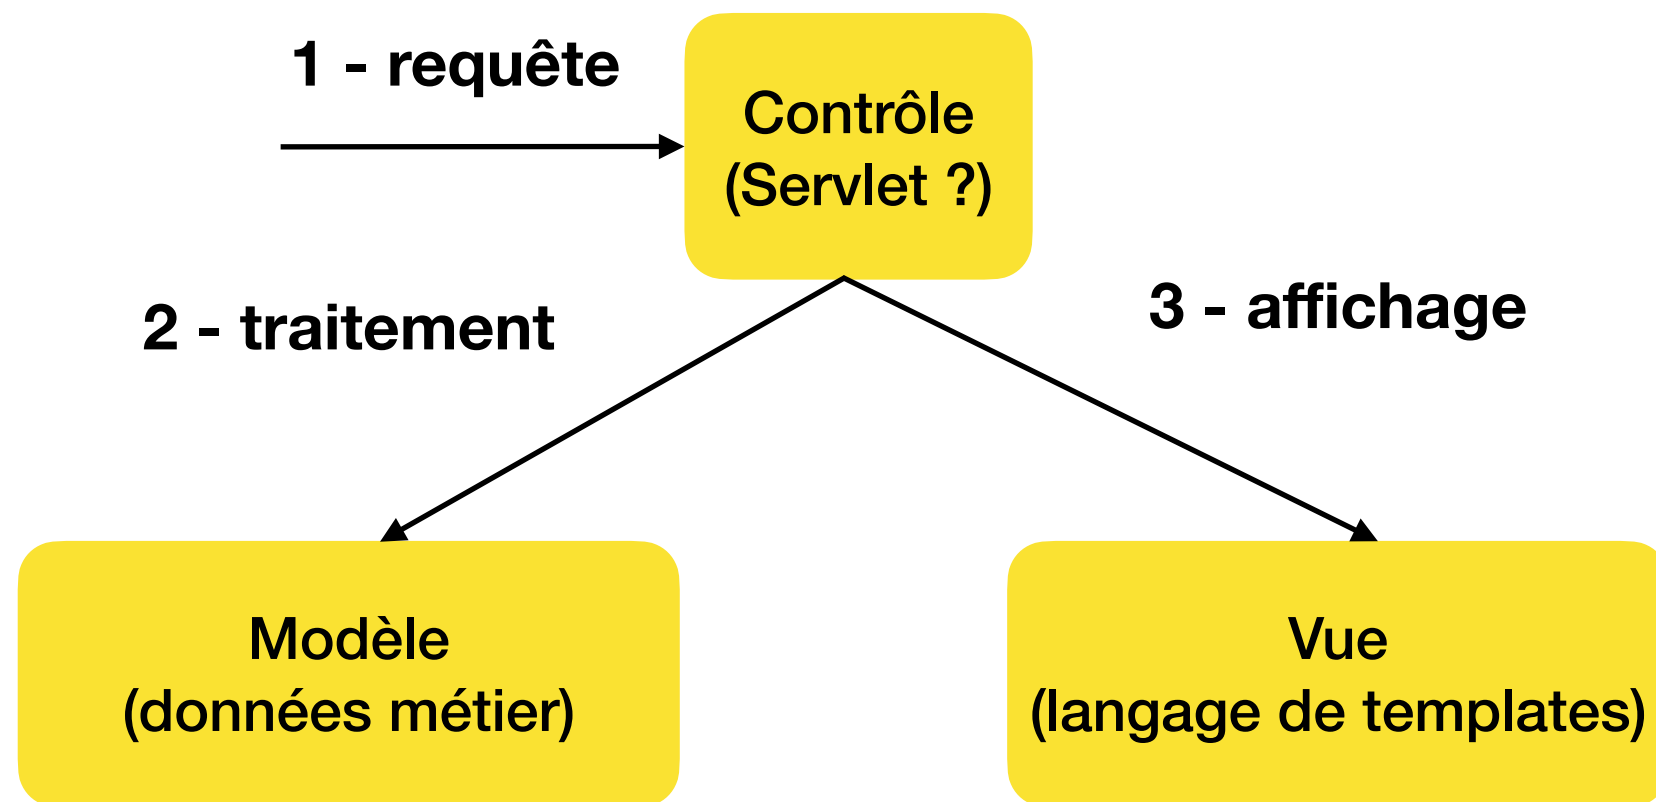 1 - requête
Contrôle
(Servlet ?)
2 - traitement
3 - affichage
Modèle
(données métier)
Vue
(langage de templates)